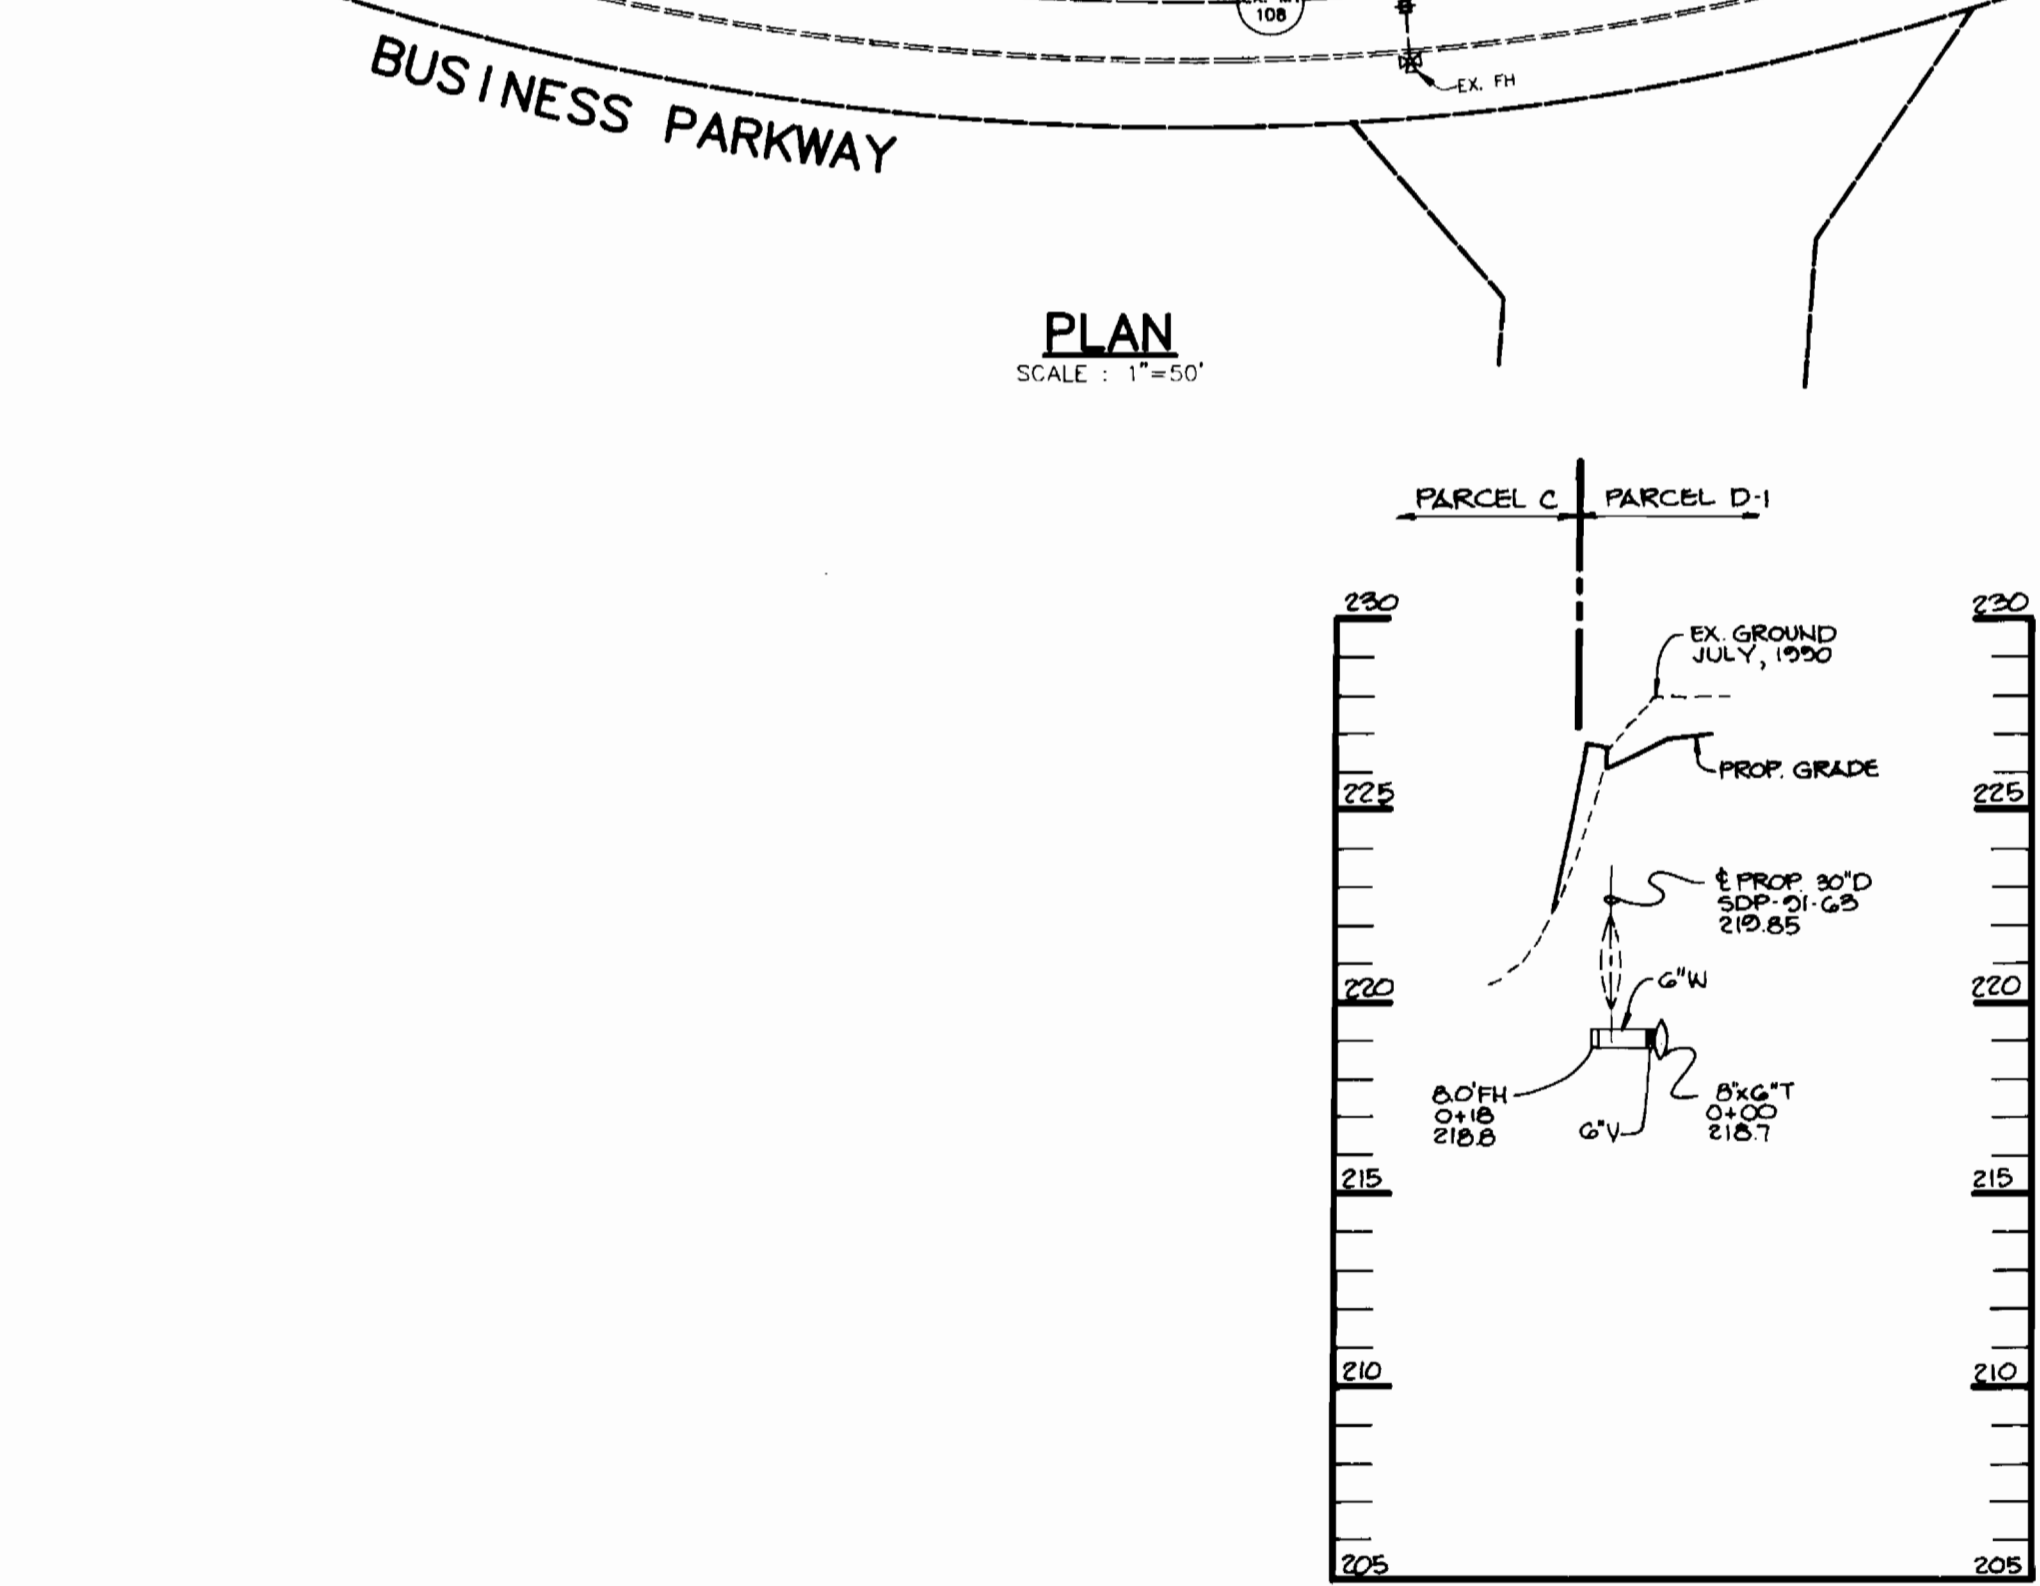 108
EX. FH
BUSINESS PARKWAY
PLAN
SCALE : 1"=50'
PARCEL C
PARCEL D-1
230
230
EX. GROUND
JULY, 1990
PROP. GRADE
225
225
℄ PROP. 30"D
SDP-91-63
219.85
220
220
6"W
8.0'FH
0+18
218.8
6"V
8"x6"T
0+00
218.7
215
215
210
210
205
205